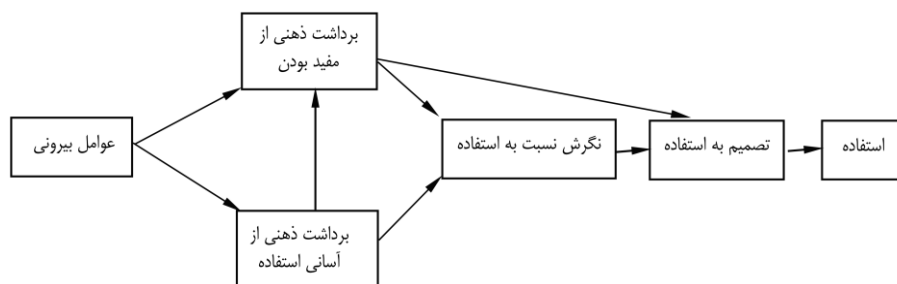 برداشت ذهنی از
مفید بودن
عوامل بیرونی
نگرش نسبت به استفاده
تصمیم به استفاده
استفاده
برداشت ذهنی از
آسانی استفاده